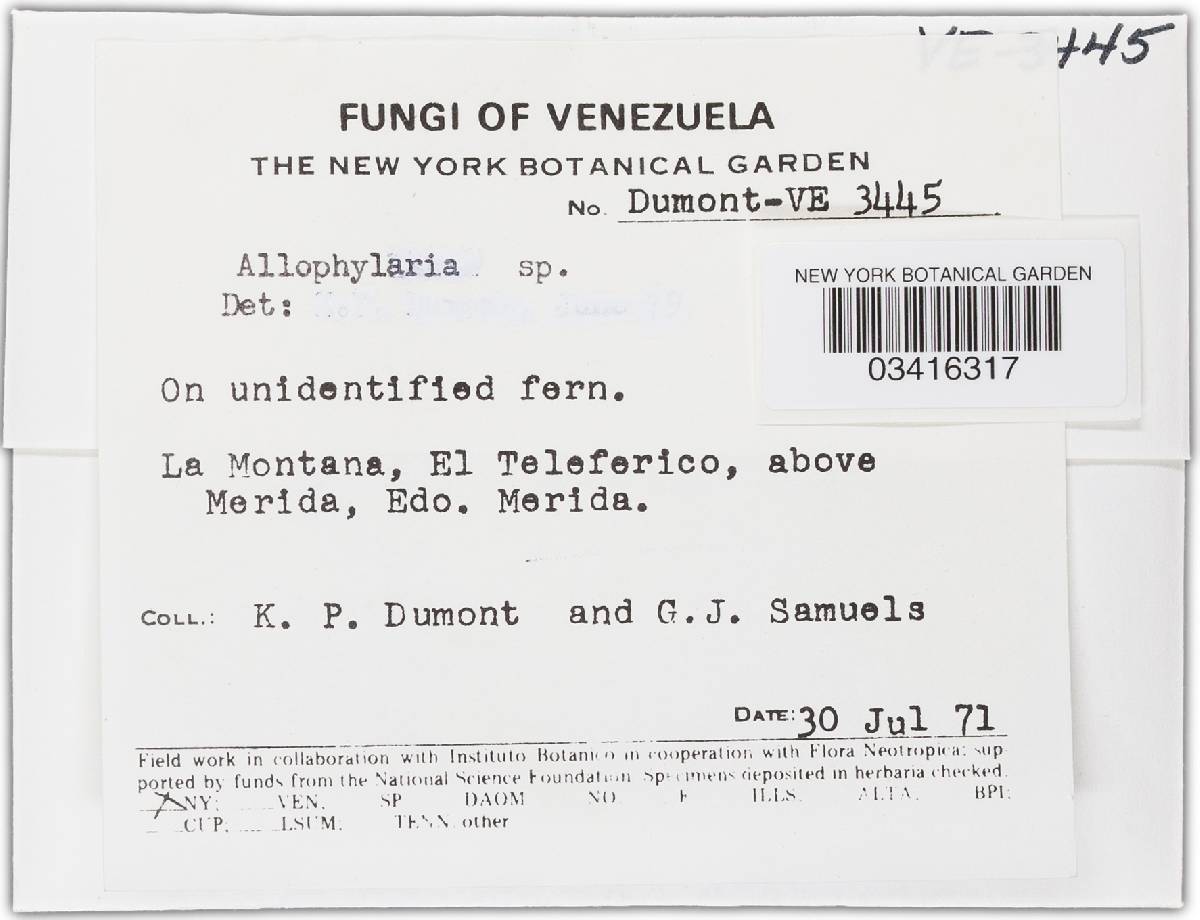 VE-3445
FUNGI OF VENEZUELA
THE NEW YORK BOTANICAL GARDEN
No. Dumont-VE 3445
Allophylaria sp.
Det:
NEW YORK BOTANICAL GARDEN
03416317
On unidentified fern.
La Montana, El Teleferico, above
Merida, Edo. Merida.
COLL.: K. P. Dumont and G.J. Samuels
DATE: 30 Jul 71
Field work in collaboration with Instituto Botanico in cooperation with Flora Neotropica: sup-
ported by funds from the National Science Foundation. Specimens deposited in herbaria checked.
X NY; VEN. SP DAOM NO F ILLS. ALTA. BPI;
CUP; LSUM; TENN. other